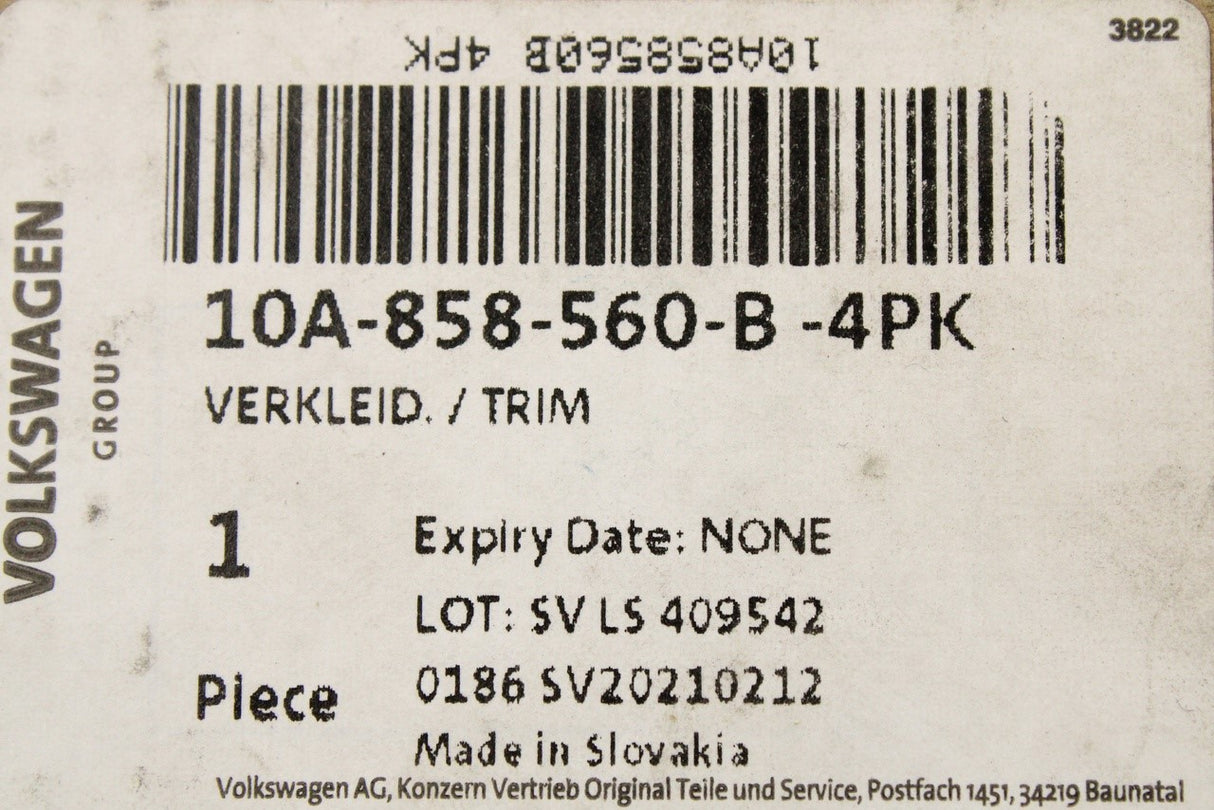 3822
10A858560B 4PK
10A-858-560-B -4PK
VERKLEID. / TRIM
1
Expiry Date: NONE
LOT: SV LS 409542
Piece
0186 SV20210212
Made in Slovakia
Volkswagen AG, Konzern Vertrieb Original Teile und Service, Postfach 1451, 34219 Baunatal
VOLKSWAGEN
GROUP